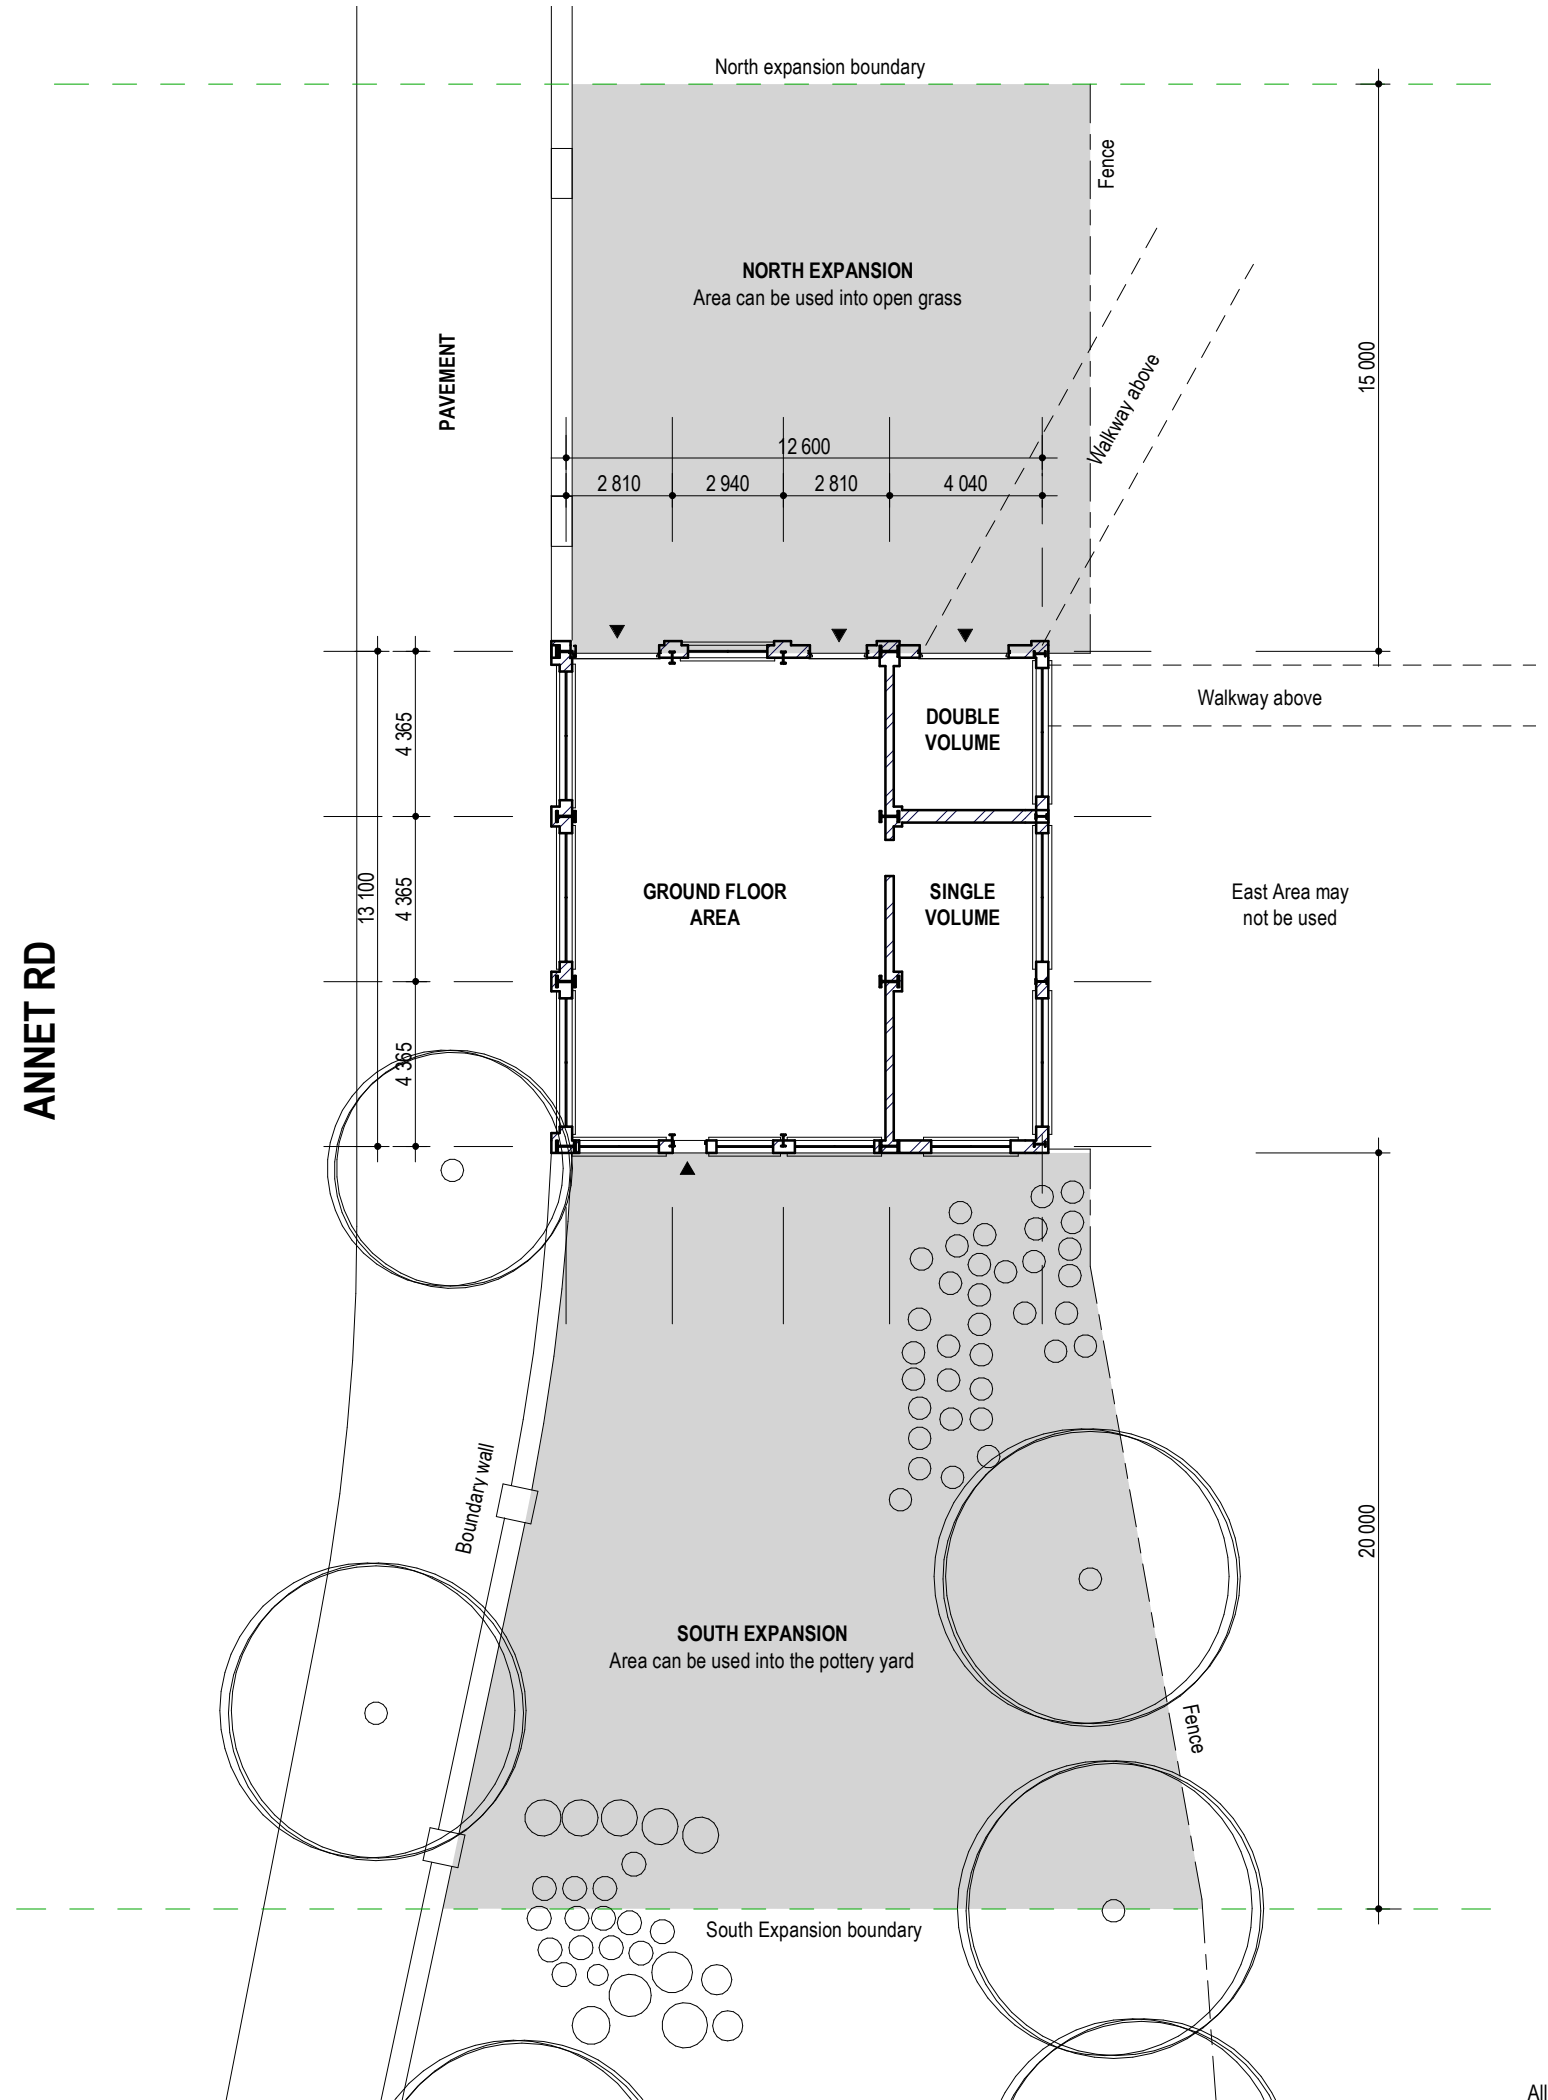 North expansion boundary
Fence
NORTH EXPANSION
Area can be used into open grass
PAVEMENT
15 000
Walkway above
12 600
2 810
2 940
2 810
4 040
Walkway above
4 365
DOUBLE
VOLUME
13 100
4 365
GROUND FLOOR
AREA
SINGLE
VOLUME
East Area may
not be used
ANNET RD
4 365
Boundary wall
20 000
SOUTH EXPANSION
Area can be used into the pottery yard
Fence
South Expansion boundary
All